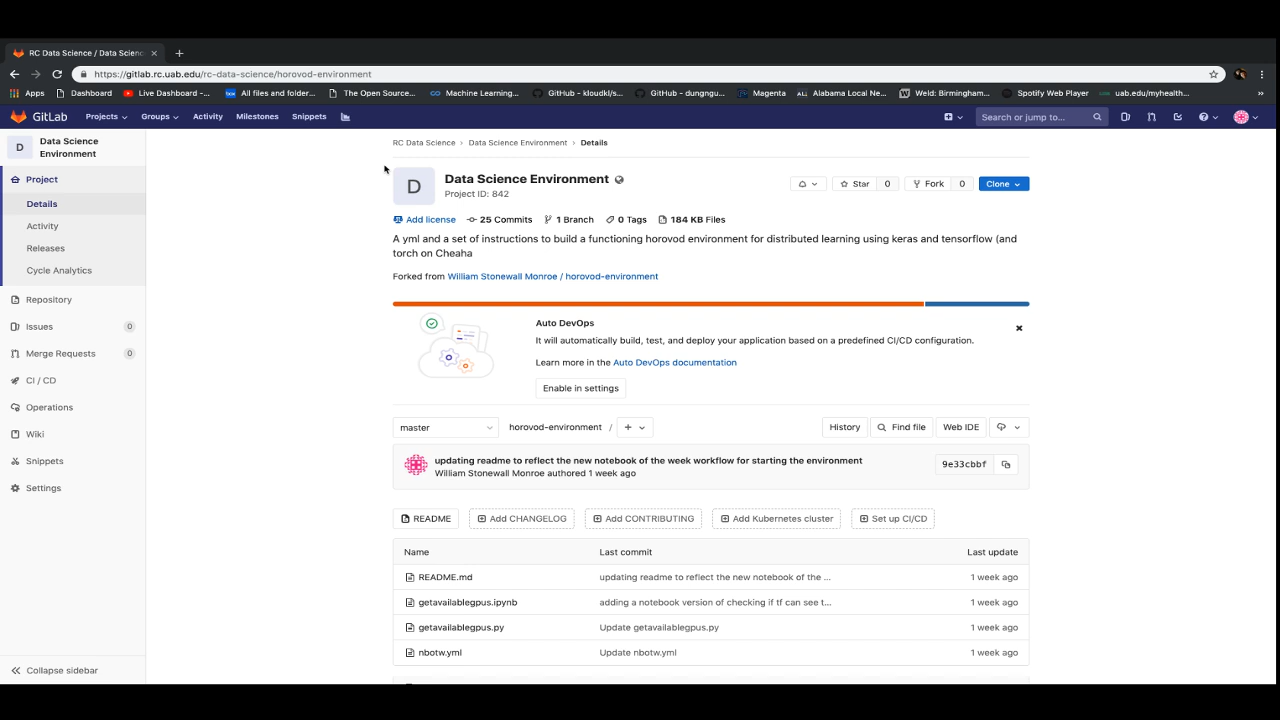 RC Data Science / Data Scienc
https://gitlab.rc.uab.edu/rc-data-science/horovod-environment
Apps Dashboard Live Dashboard -... All files and folder... The Open Source... Machine Learning... GitHub - kloudkl/s... GitHub - dungngu... Magenta ALL Alabama Local Ne... Weld: Birmingham... Spotify Web Player uab.edu/myhealth... »
GitLab Projects Groups Activity Milestones Snippets Search or jump to...
D Data Science Environment
Project
Details
Activity
Releases
Cycle Analytics
Repository
Issues 0
Merge Requests 0
CI / CD
Operations
Wiki
Snippets
Settings
Collapse sidebar
RC Data Science > Data Science Environment > Details
D
Data Science Environment
Project ID: 842
Star 0 Fork 0 Clone
Add license 25 Commits 1 Branch 0 Tags 184 KB Files
A yml and a set of instructions to build a functioning horovod environment for distributed learning using keras and tensorflow (and
torch on Cheaha
Forked from William Stonewall Monroe / horovod-environment
Auto DevOps
It will automatically build, test, and deploy your application based on a predefined CI/CD configuration.
Learn more in the Auto DevOps documentation
Enable in settings
master horovod-environment / + History Find file Web IDE
updating readme to reflect the new notebook of the week workflow for starting the environment
William Stonewall Monroe authored 1 week ago
9e33cbbf
README Add CHANGELOG Add CONTRIBUTING Add Kubernetes cluster Set up CI/CD
Name Last commit Last update
README.md updating readme to reflect the new notebook of the ... 1 week ago
getavailablegpus.ipynb adding a notebook version of checking if tf can see t... 1 week ago
getavailablegpus.py Update getavailablegpus.py 1 week ago
nbotw.yml Update nbotw.yml 1 week ago